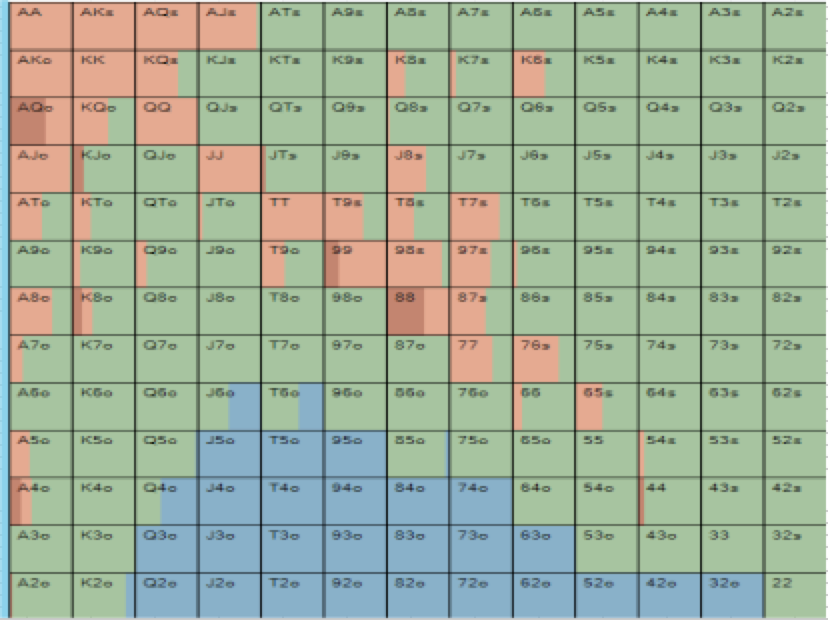 AA AKs AQs AJs ATs A9s A8s A7s A6s A5s A4s A3s A2s
AKo KK KQs KJs KTs K9s K8s K7s K6s K5s K4s K3s K2s
AQo KQo QQ QJs QTs Q9s Q8s Q7s Q6s Q5s Q4s Q3s Q2s
AJo KJo QJo JJ JTs J9s J8s J7s J6s J5s J4s J3s J2s
ATo KTo QTo JTo TT T9s T8s T7s T6s T5s T4s T3s T2s
A9o K9o Q9o J9o T9o 99 98s 97s 96s 95s 94s 93s 92s
A8o K8o Q8o J8o T8o 98o 88 87s 86s 85s 84s 83s 82s
A7o K7o Q7o J7o T7o 97o 87o 77 76s 75s 74s 73s 72s
A6o K6o Q6o J6o T6o 96o 86o 76o 66 65s 64s 63s 62s
A5o K5o Q5o J5o T5o 95o 85o 75o 65o 55 54s 53s 52s
A4o K4o Q4o J4o T4o 94o 84o 74o 64o 54o 44 43s 42s
A3o K3o Q3o J3o T3o 93o 83o 73o 63o 53o 43o 33 32s
A2o K2o Q2o J2o T2o 92o 82o 72o 62o 52o 42o 32o 22